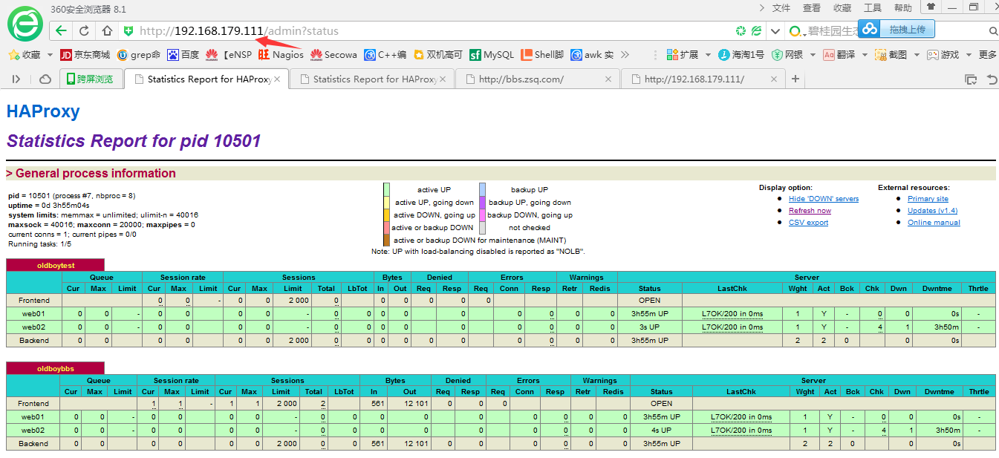 360安全浏览器 8.1
文件 查看 收藏 工具 帮助
http://192.168.179.111/admin?status
碧桂园生态
拖拽上传
收藏 京东商城 grep命 百度 【eNSP Nagios Secowa C++编 双机高可 MySQL Shell脚 awk 实 扩展 海淘1号 网银 翻译 截图 游戏 更多
跨屏浏览 Statistics Report for HAProxy Statistics Report for HAProxy http://bbs.zsq.com/ http://192.168.179.111/
HAProxy
Statistics Report for pid 10501
> General process information
pid = 10501 (process #7, nbproc = 8)
uptime = 0d 3h55m04s
system limits: memmax = unlimited; ulimit-n = 40016
maxsock = 40016; maxconn = 20000; maxpipes = 0
current conns = 1; current pipes = 0/0
Running tasks: 1/5
active UP backup UP
active UP, going down backup UP, going down
active DOWN, going up backup DOWN, going up
active or backup DOWN not checked
active or backup DOWN for maintenance (MAINT)
Note: UP with load-balancing disabled is reported as "NOLB".
Display option:
Hide 'DOWN' servers
Refresh now
CSV export
External resources:
Primary site
Updates (v1.4)
Online manual
oldboytest
Queue Session rate Sessions Bytes Denied Errors Warnings Server
Cur Max Limit Cur Max Limit Cur Max Limit Total LbTot In Out Req Resp Req Conn Resp Retr Redis Status LastChk Wght Act Bck Chk Dwn Dwntme Thrtle
Frontend 0 0 - 0 0 2 000 0 0 0 0 0 0 OPEN
web01 0 0 - 0 0 0 0 - 0 0 0 0 0 0 0 0 0 3h55m UP L7OK/200 in 0ms 1 Y - 0 0 0s -
web02 0 0 - 0 0 0 0 - 0 0 0 0 0 0 0 0 0 3s UP L7OK/200 in 0ms 1 Y - 4 1 3h50m -
Backend 0 0 0 0 0 0 2 000 0 0 0 0 0 0 0 0 0 0 3h55m UP 2 2 0 0 0s
oldboybbs
Queue Session rate Sessions Bytes Denied Errors Warnings Server
Cur Max Limit Cur Max Limit Cur Max Limit Total LbTot In Out Req Resp Req Conn Resp Retr Redis Status LastChk Wght Act Bck Chk Dwn Dwntme Thrtle
Frontend 1 1 - 1 1 2 000 2 561 12 101 0 0 0 OPEN
web01 0 0 - 0 0 0 0 - 0 0 0 0 0 0 0 0 0 3h55m UP L7OK/200 in 0ms 1 Y - 0 0 0s -
web02 0 0 - 0 0 0 0 - 0 0 0 0 0 0 0 0 0 4s UP L7OK/200 in 0ms 1 Y - 4 1 3h50m -
Backend 0 0 0 0 0 0 2 000 0 0 561 12 101 0 0 0 0 0 0 3h55m UP 2 2 0 0 0s